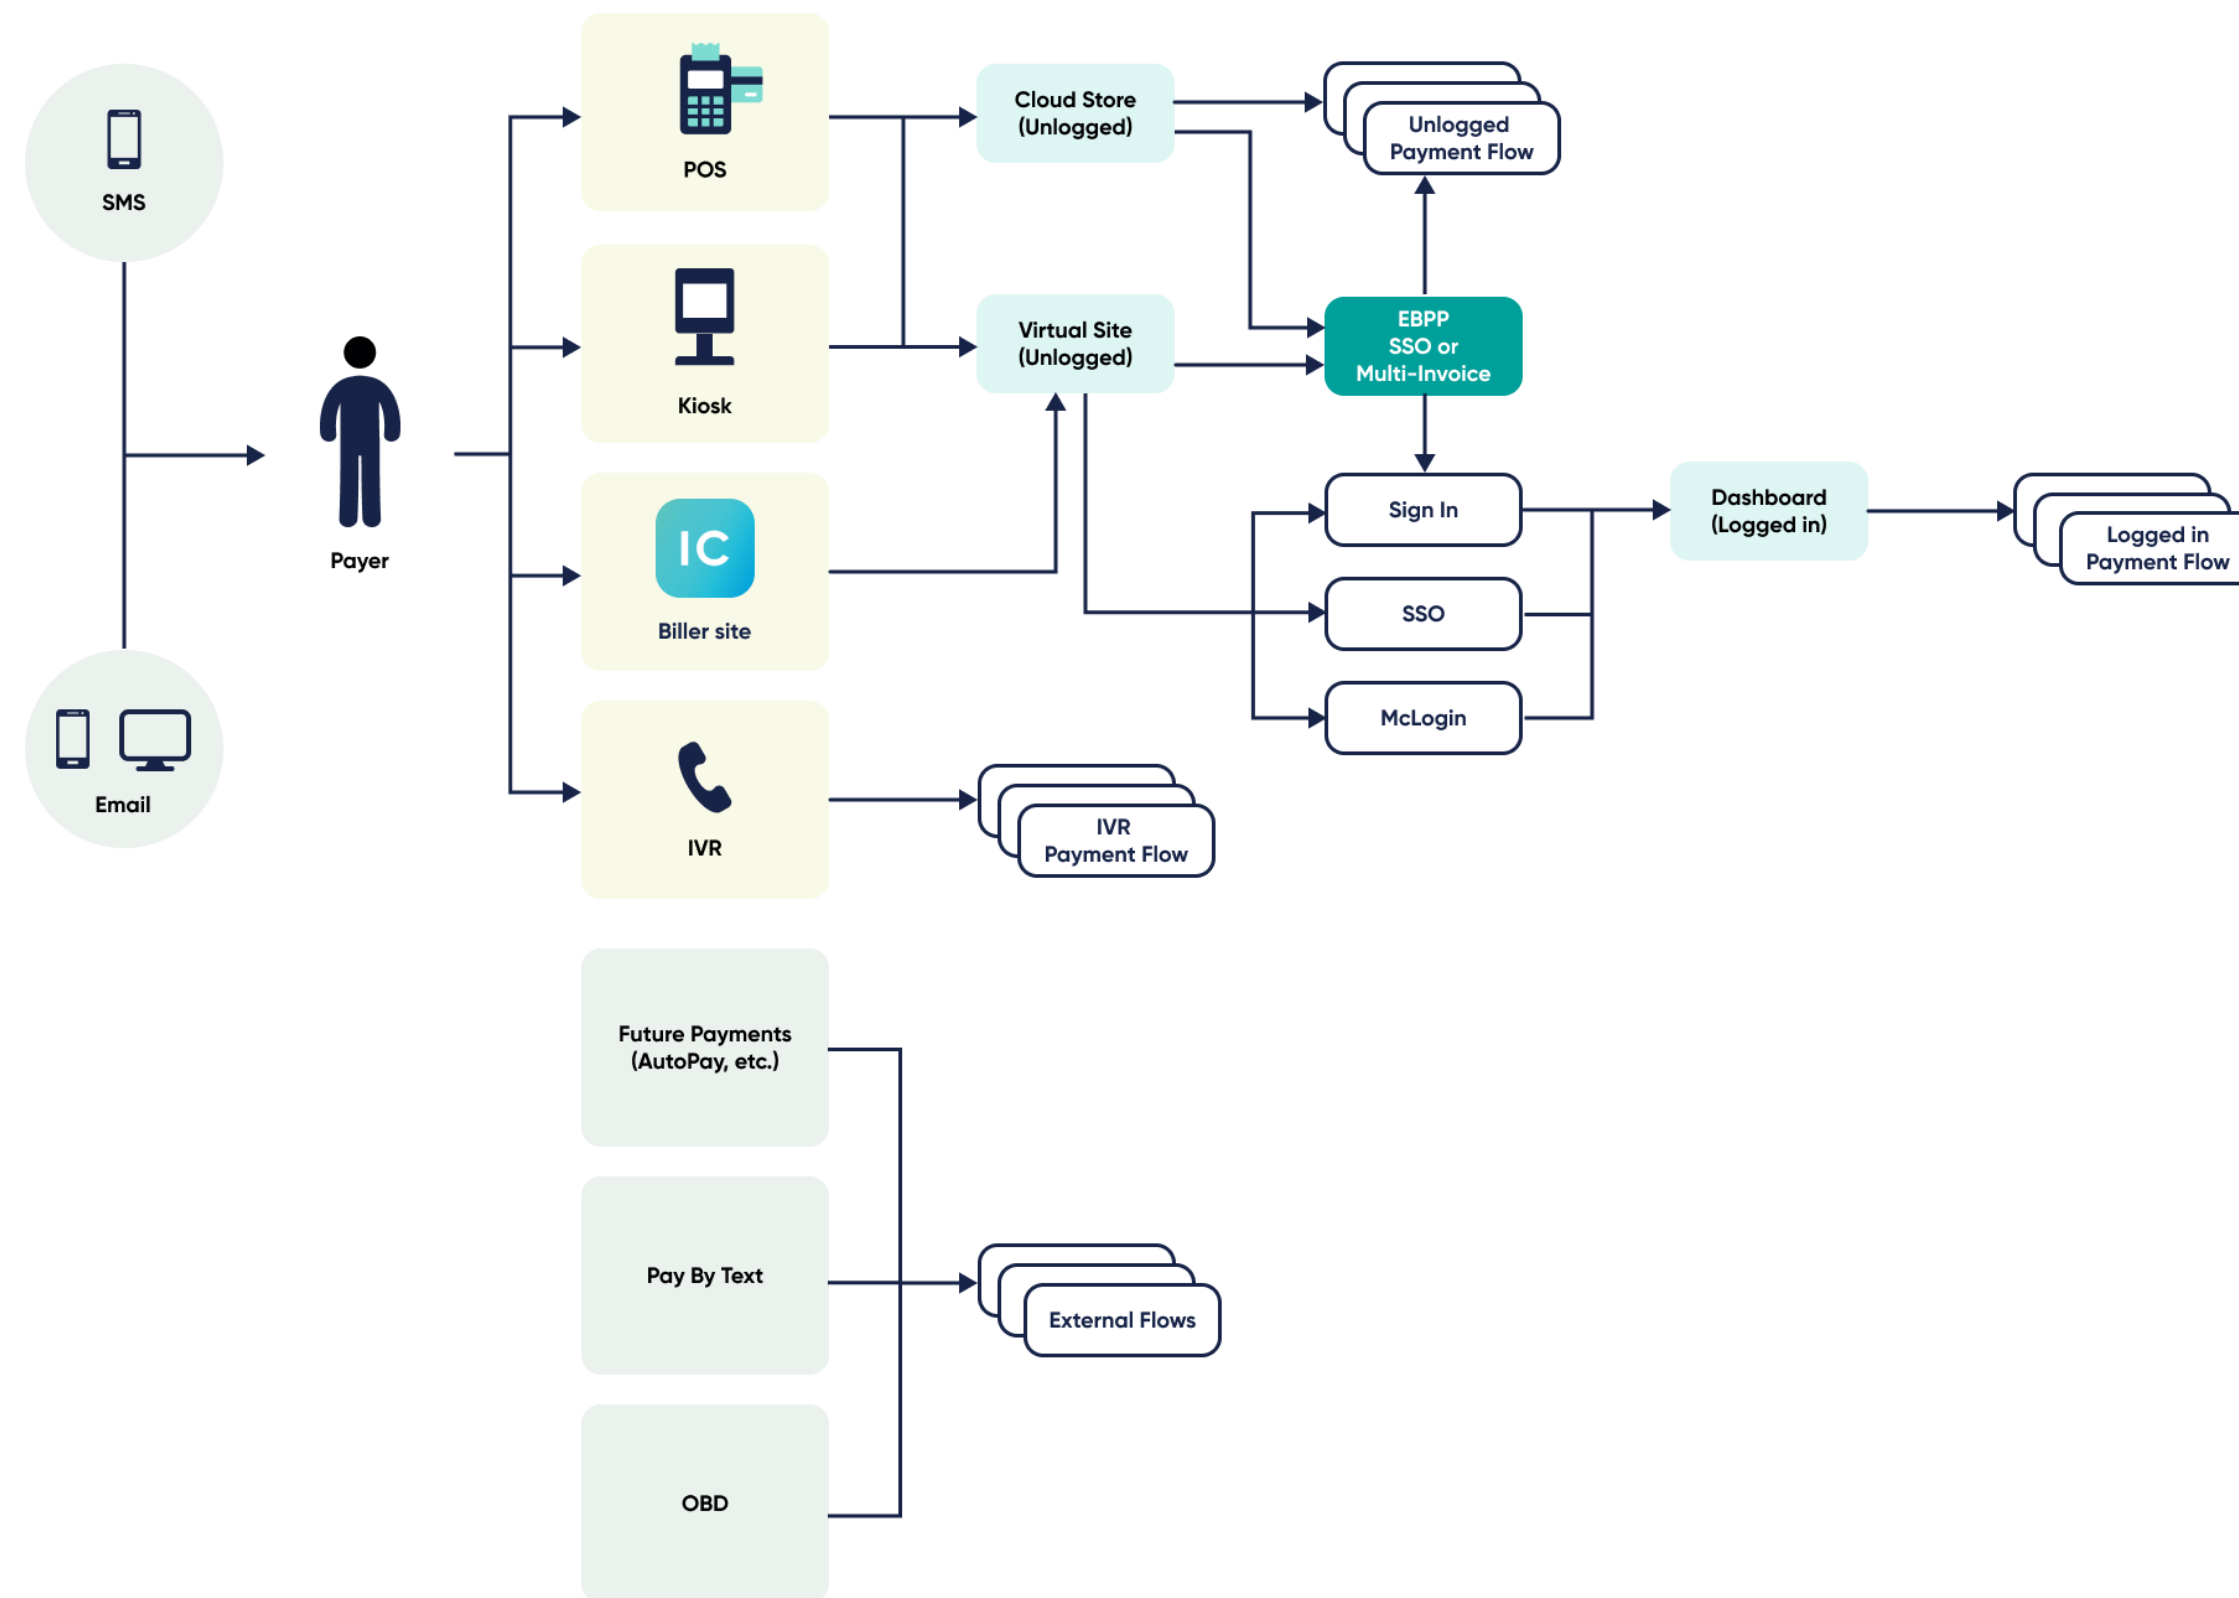 SMS
Email
Payer
POS
Kiosk
IC
Biller site
IVR
Cloud Store
(Unlogged)
Virtual Site
(Unlogged)
Unlogged
Payment Flow
EBPP
SSO or
Multi-Invoice
Sign In
SSO
McLogin
Dashboard
(Logged in)
Logged in
Payment Flow
IVR
Payment Flow
Future Payments
(AutoPay, etc.)
Pay By Text
OBD
External Flows